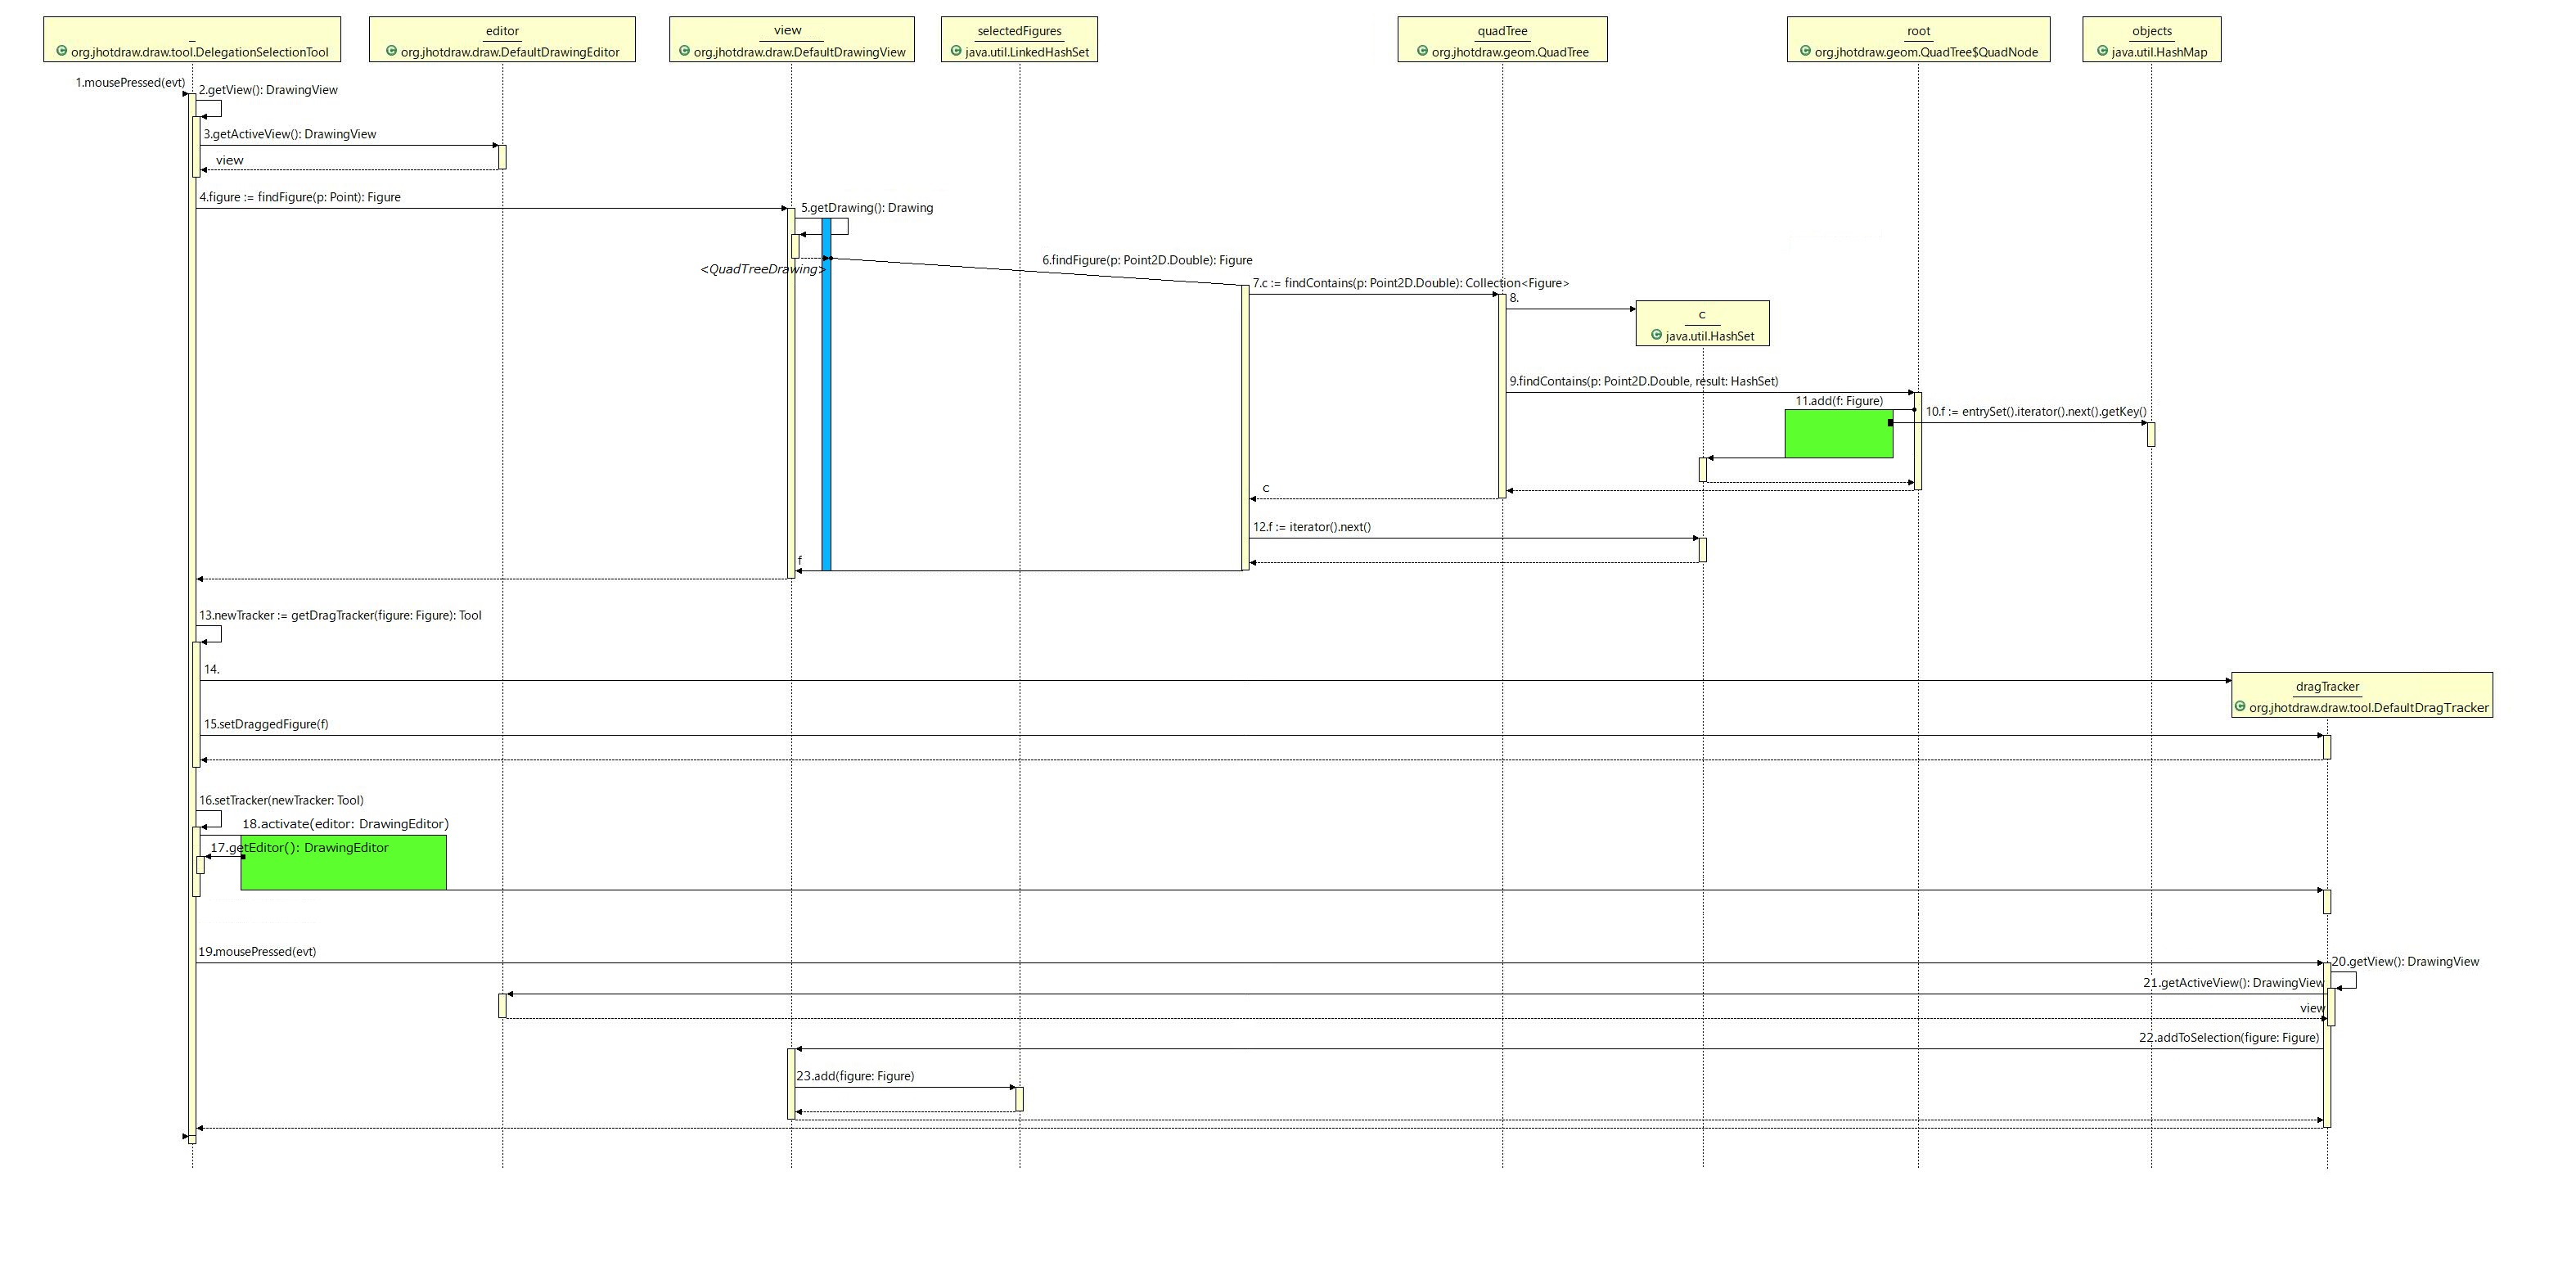 _
org.jhotdraw.draw.tool.DelegationSelectionTool
editor
org.jhotdraw.draw.DefaultDrawingEditor
view
org.jhotdraw.draw.DefaultDrawingView
selectedFigures
java.util.LinkedHashSet
quadTree
org.jhotdraw.geom.QuadTree
root
org.jhotdraw.geom.QuadTree$QuadNode
objects
java.util.HashMap
1.mousePressed(evt)
2.getView(): DrawingView
3.getActiveView(): DrawingView
view
4.figure := findFigure(p: Point): Figure
5.getDrawing(): Drawing
<QuadTreeDrawing>
6.findFigure(p: Point2D.Double): Figure
7.c := findContains(p: Point2D.Double): Collection<Figure>
8.
c
java.util.HashSet
9.findContains(p: Point2D.Double, result: HashSet)
11.add(f: Figure)
10.f := entrySet().iterator().next().getKey()
c
12.f := iterator().next()
f
13.newTracker := getDragTracker(figure: Figure): Tool
14.
dragTracker
org.jhotdraw.draw.tool.DefaultDragTracker
15.setDraggedFigure(f)
16.setTracker(newTracker: Tool)
18.activate(editor: DrawingEditor)
17.getEditor(): DrawingEditor
19.mousePressed(evt)
20.getView(): DrawingView
21.getActiveView(): DrawingView
view
22.addToSelection(figure: Figure)
23.add(figure: Figure)